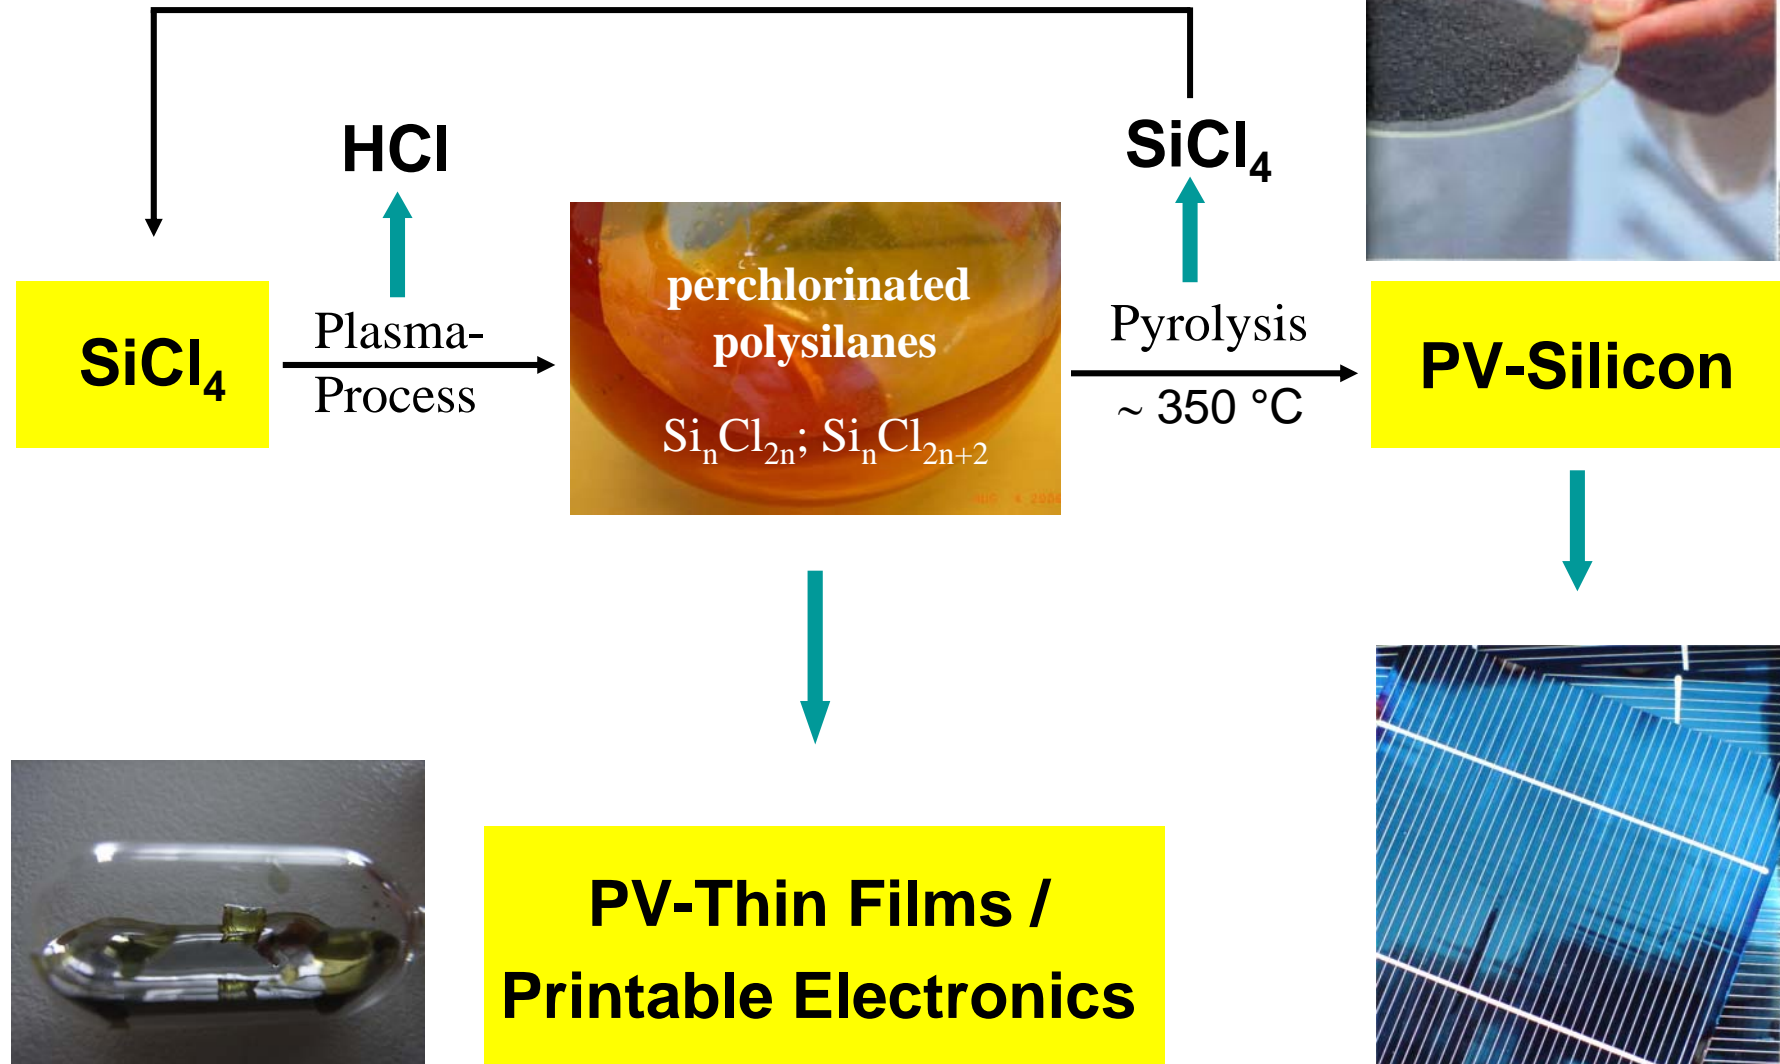 HCl
SiCl₄
SiCl₄
Plasma-
Process
perchlorinated
polysilanes
SiₙCl₂ₙ; SiₙCl₂ₙ₊₂
Pyrolysis
~ 350 °C
PV-Silicon
PV-Thin Films /
Printable Electronics